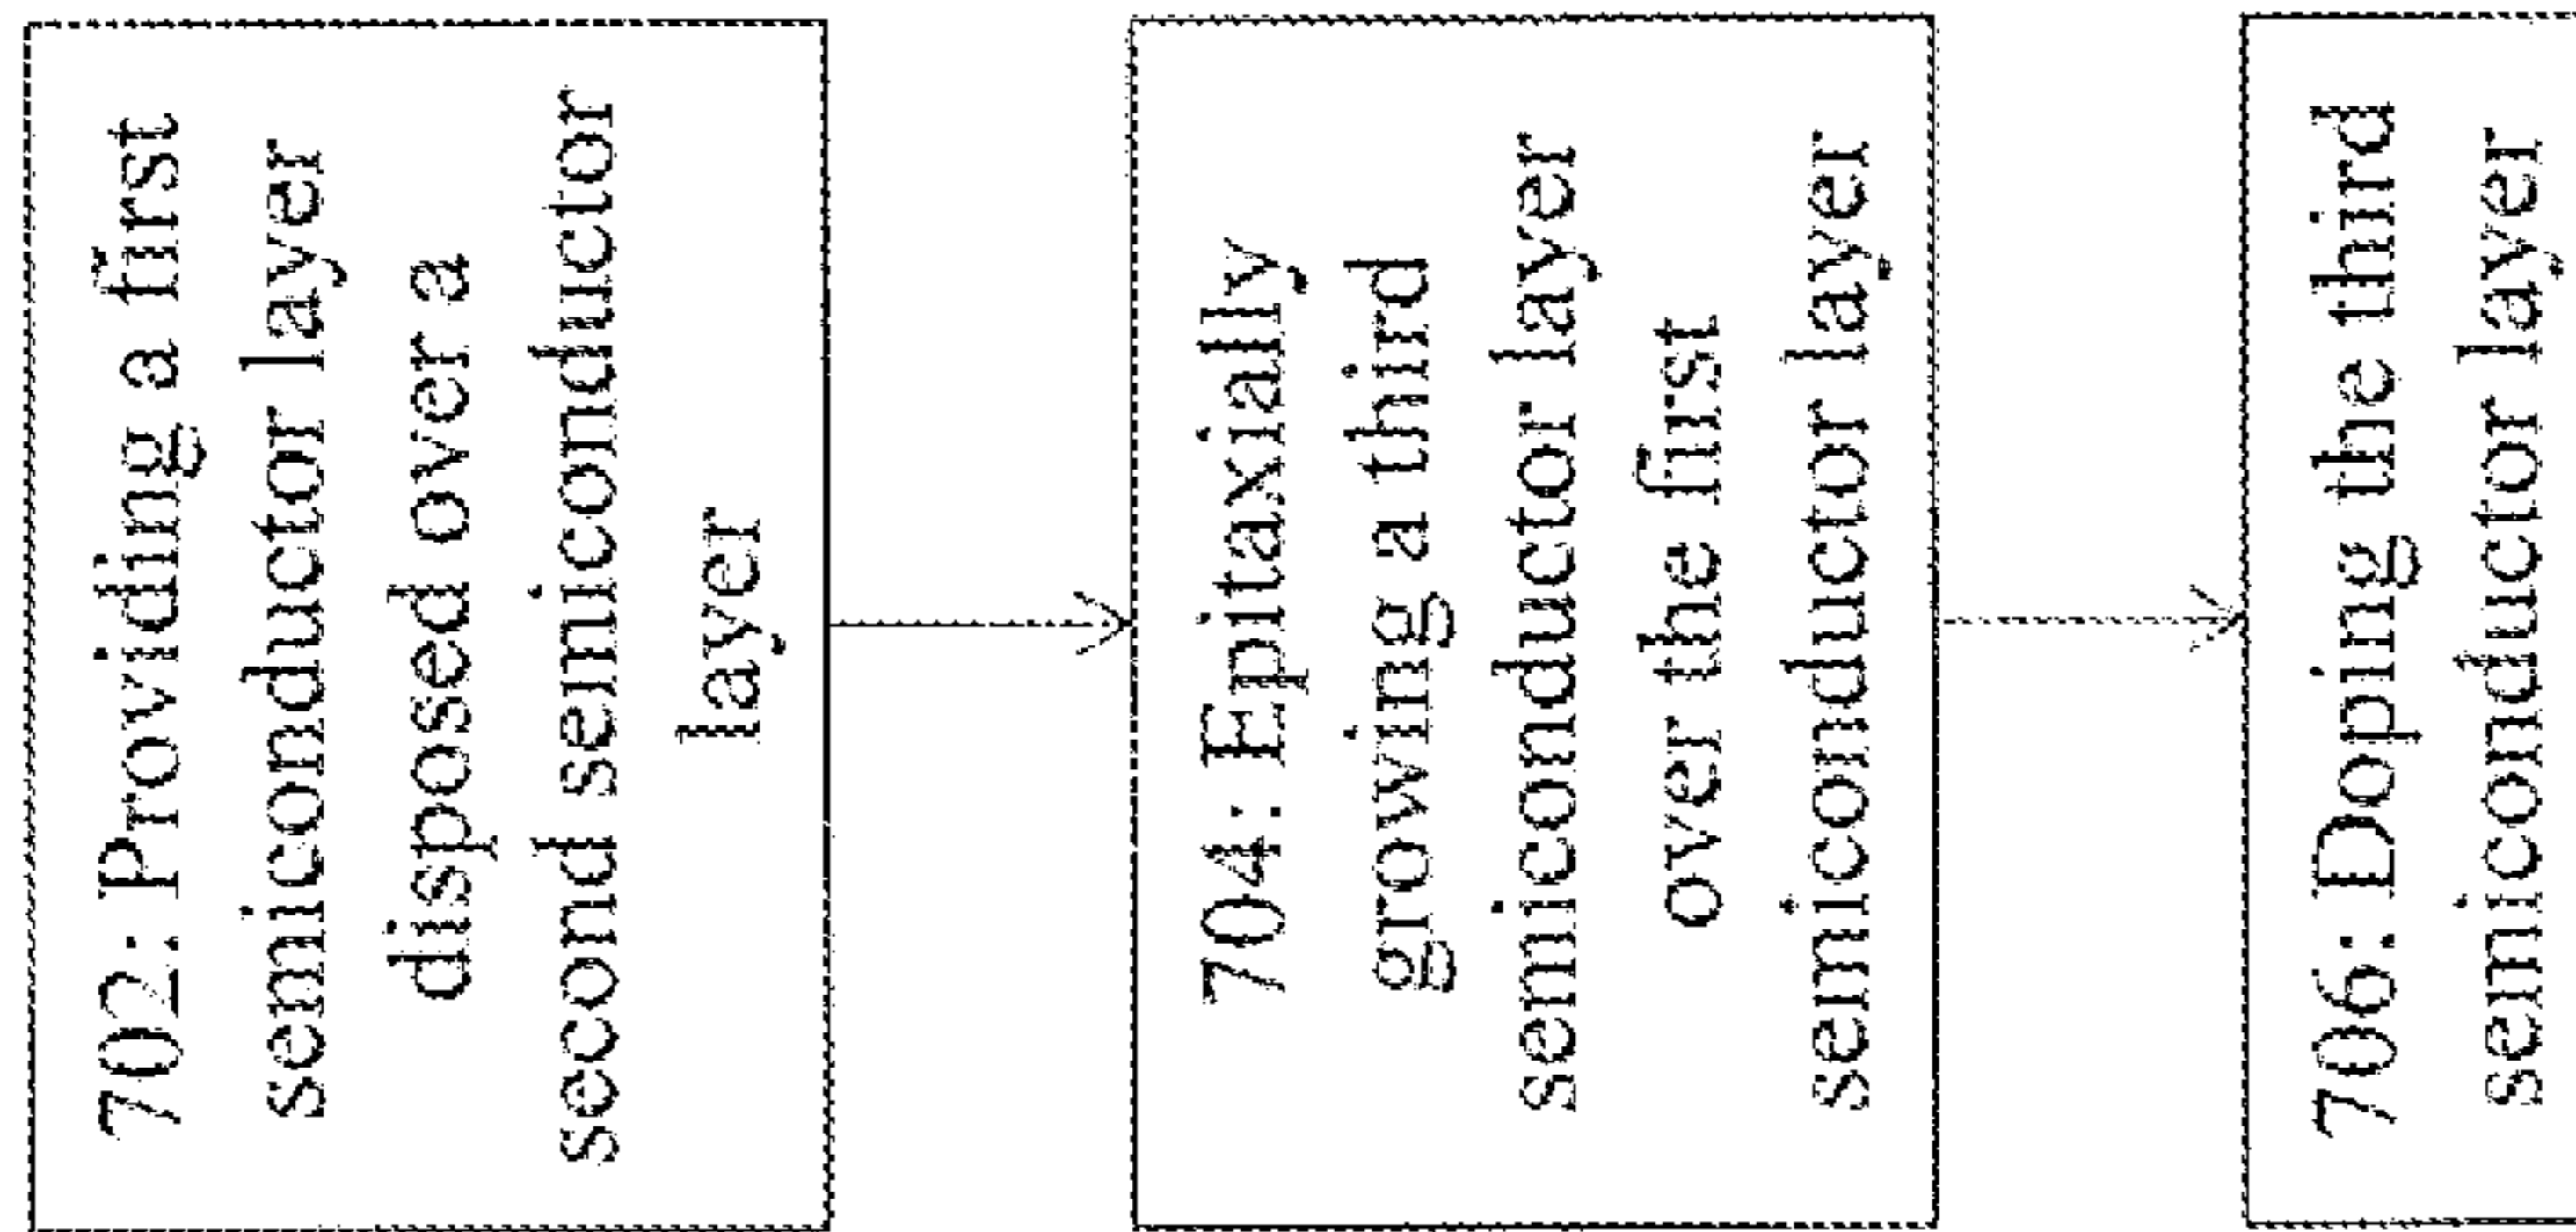 702: Providing a first
semiconductor layer
disposed over a
second semiconductor
layer
704: Epitaxially
growing a third
semiconductor layer
over the first
semiconductor layer
706: Doping the third
semiconductor layer